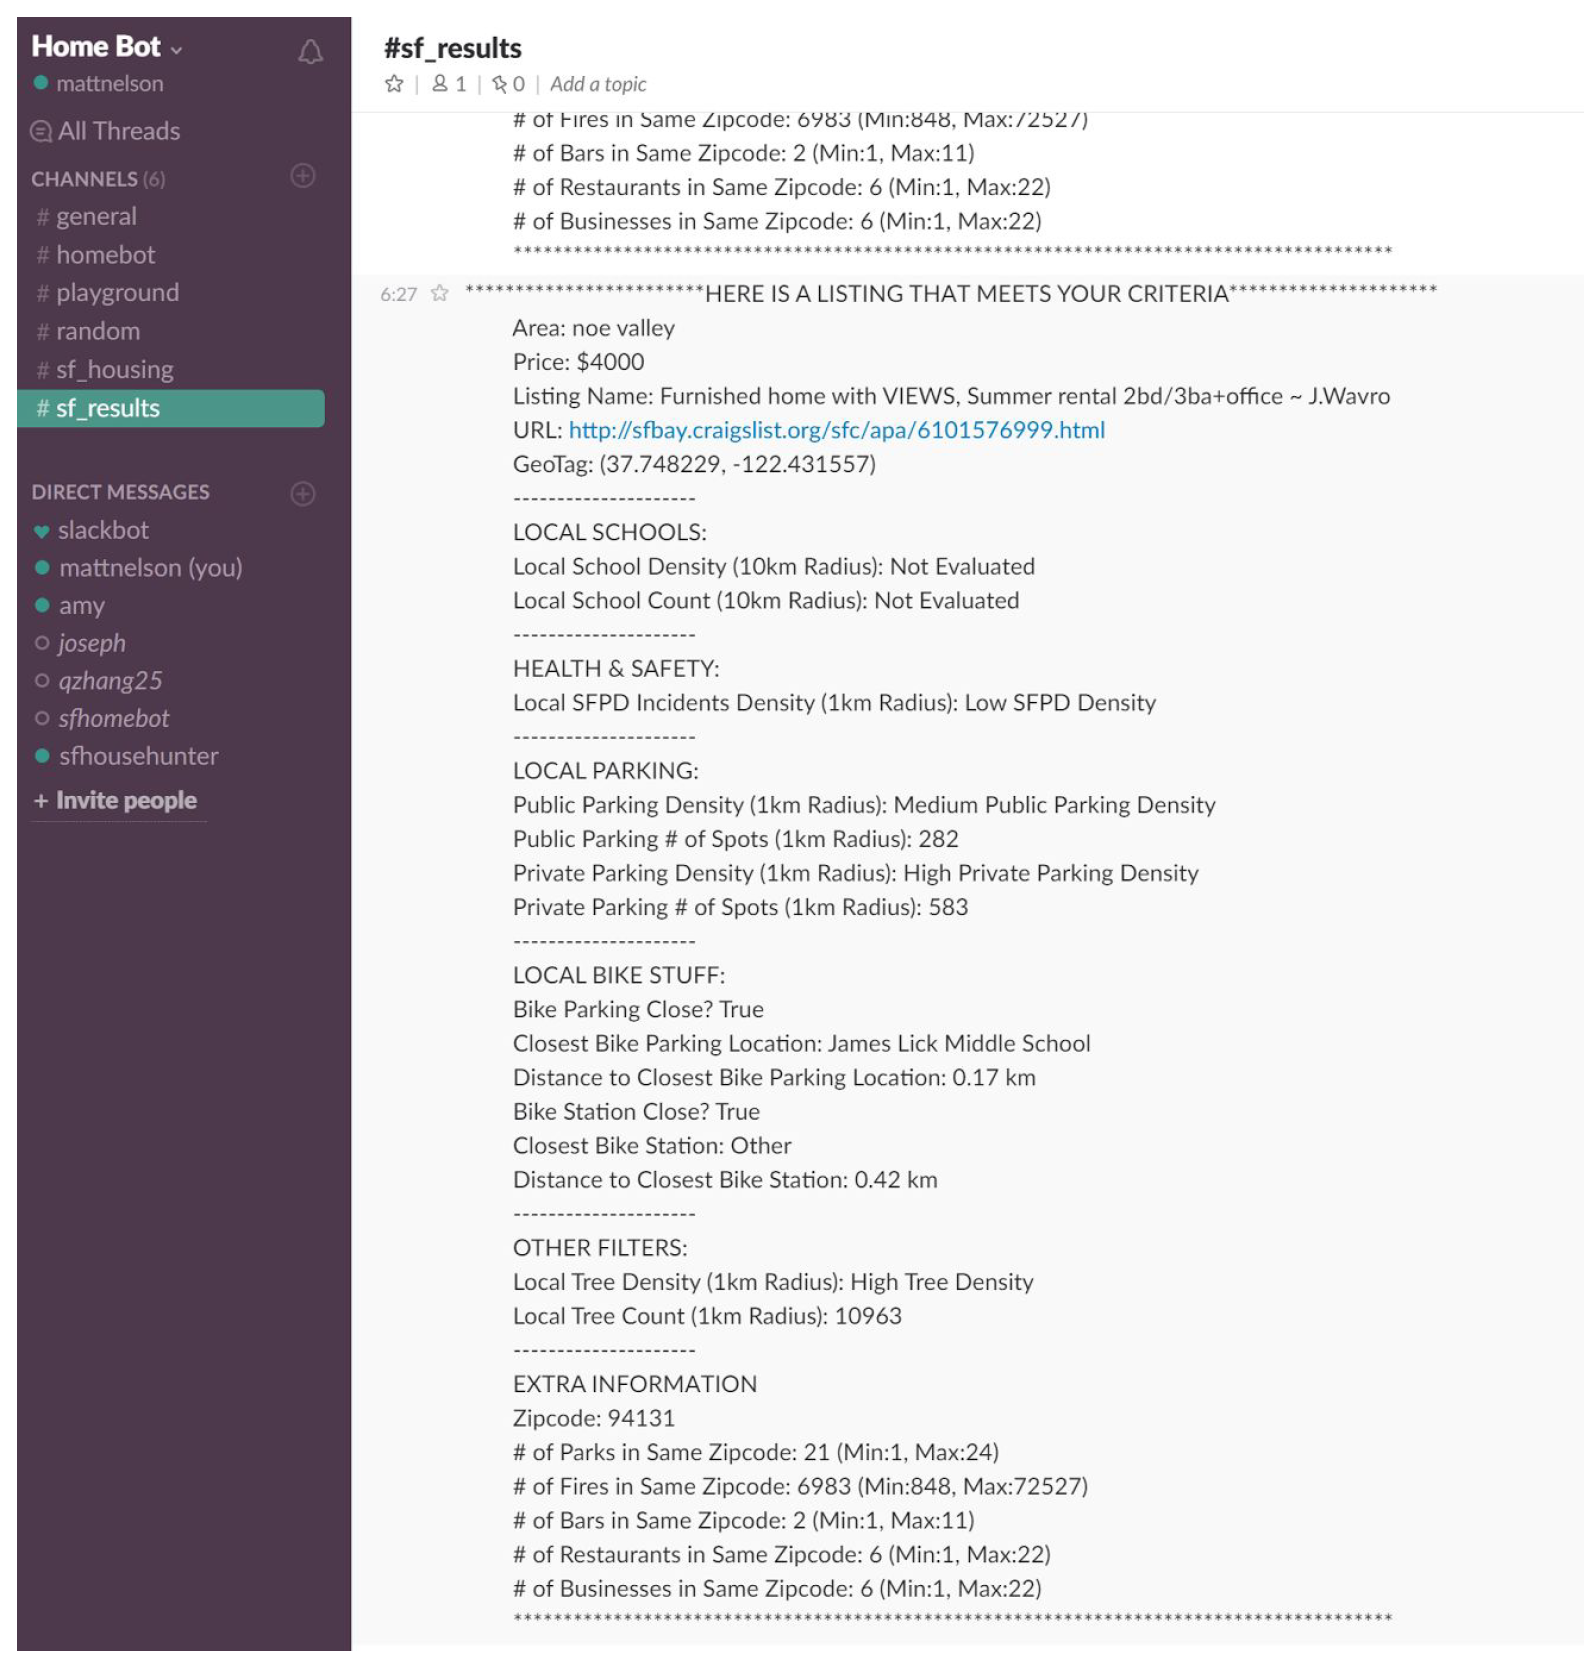 Home Bot
mattnelson
All Threads
CHANNELS (6)
# general
# homebot
# playground
# random
# sf_housing
# sf_results
DIRECT MESSAGES
slackbot
mattnelson (you)
amy
joseph
qzhang25
sfhomebot
sfhousehunter
+ Invite people
#sf_results
1 | 0 | Add a topic
# of Fires in Same Zipcode: 6983 (Min:848, Max:72527)
# of Bars in Same Zipcode: 2 (Min:1, Max:11)
# of Restaurants in Same Zipcode: 6 (Min:1, Max:22)
# of Businesses in Same Zipcode: 6 (Min:1, Max:22)
****************************************************************************************
6:27 ************************HERE IS A LISTING THAT MEETS YOUR CRITERIA*********************
Area: noe valley
Price: $4000
Listing Name: Furnished home with VIEWS, Summer rental 2bd/3ba+office ~ J.Wavro
URL: http://sfbay.craigslist.org/sfc/apa/6101576999.html
GeoTag: (37.748229, -122.431557)
---------------------
LOCAL SCHOOLS:
Local School Density (10km Radius): Not Evaluated
Local School Count (10km Radius): Not Evaluated
---------------------
HEALTH & SAFETY:
Local SFPD Incidents Density (1km Radius): Low SFPD Density
---------------------
LOCAL PARKING:
Public Parking Density (1km Radius): Medium Public Parking Density
Public Parking # of Spots (1km Radius): 282
Private Parking Density (1km Radius): High Private Parking Density
Private Parking # of Spots (1km Radius): 583
---------------------
LOCAL BIKE STUFF:
Bike Parking Close? True
Closest Bike Parking Location: James Lick Middle School
Distance to Closest Bike Parking Location: 0.17 km
Bike Station Close? True
Closest Bike Station: Other
Distance to Closest Bike Station: 0.42 km
---------------------
OTHER FILTERS:
Local Tree Density (1km Radius): High Tree Density
Local Tree Count (1km Radius): 10963
---------------------
EXTRA INFORMATION
Zipcode: 94131
# of Parks in Same Zipcode: 21 (Min:1, Max:24)
# of Fires in Same Zipcode: 6983 (Min:848, Max:72527)
# of Bars in Same Zipcode: 2 (Min:1, Max:11)
# of Restaurants in Same Zipcode: 6 (Min:1, Max:22)
# of Businesses in Same Zipcode: 6 (Min:1, Max:22)
****************************************************************************************